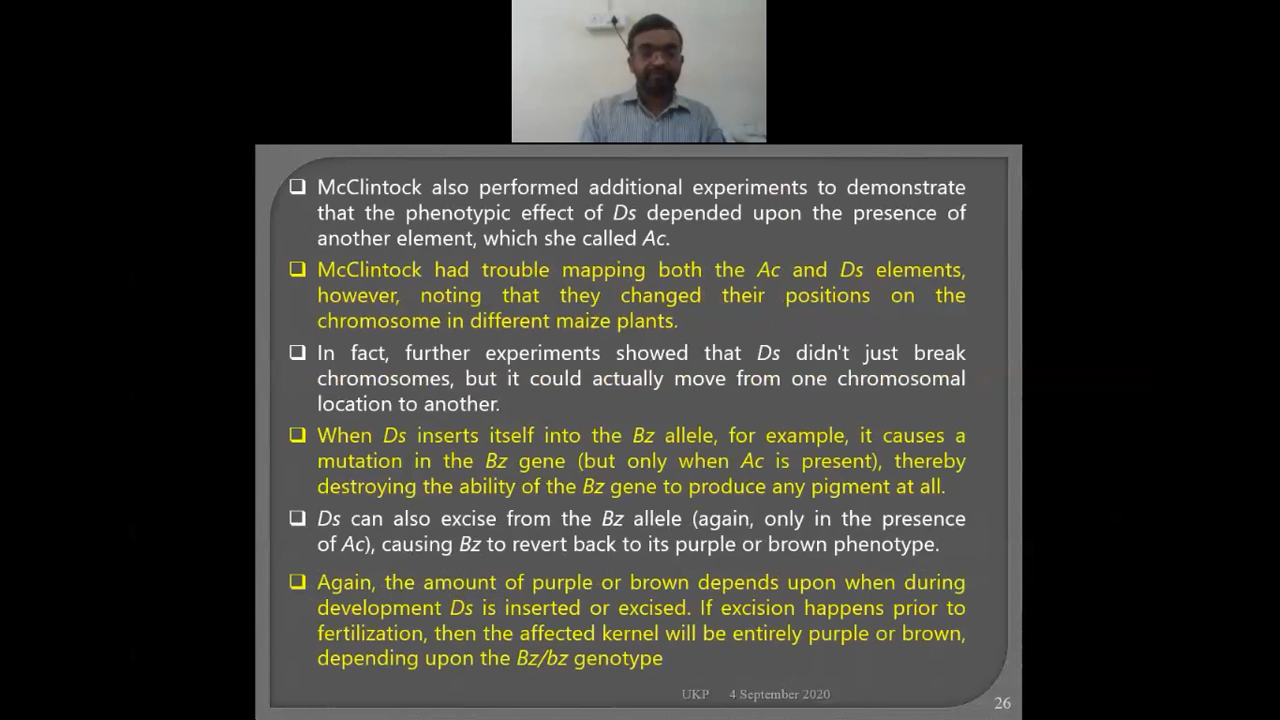 ❑ McClintock also performed additional experiments to demonstrate
that the phenotypic effect of Ds depended upon the presence of
another element, which she called Ac.
❑ McClintock had trouble mapping both the Ac and Ds elements,
however, noting that they changed their positions on the
chromosome in different maize plants.
❑ In fact, further experiments showed that Ds didn't just break
chromosomes, but it could actually move from one chromosomal
location to another.
❑ When Ds inserts itself into the Bz allele, for example, it causes a
mutation in the Bz gene (but only when Ac is present), thereby
destroying the ability of the Bz gene to produce any pigment at all.
❑ Ds can also excise from the Bz allele (again, only in the presence
of Ac), causing Bz to revert back to its purple or brown phenotype.
❑ Again, the amount of purple or brown depends upon when during
development Ds is inserted or excised. If excision happens prior to
fertilization, then the affected kernel will be entirely purple or brown,
depending upon the Bz/bz genotype
UKP 4 September 2020
26